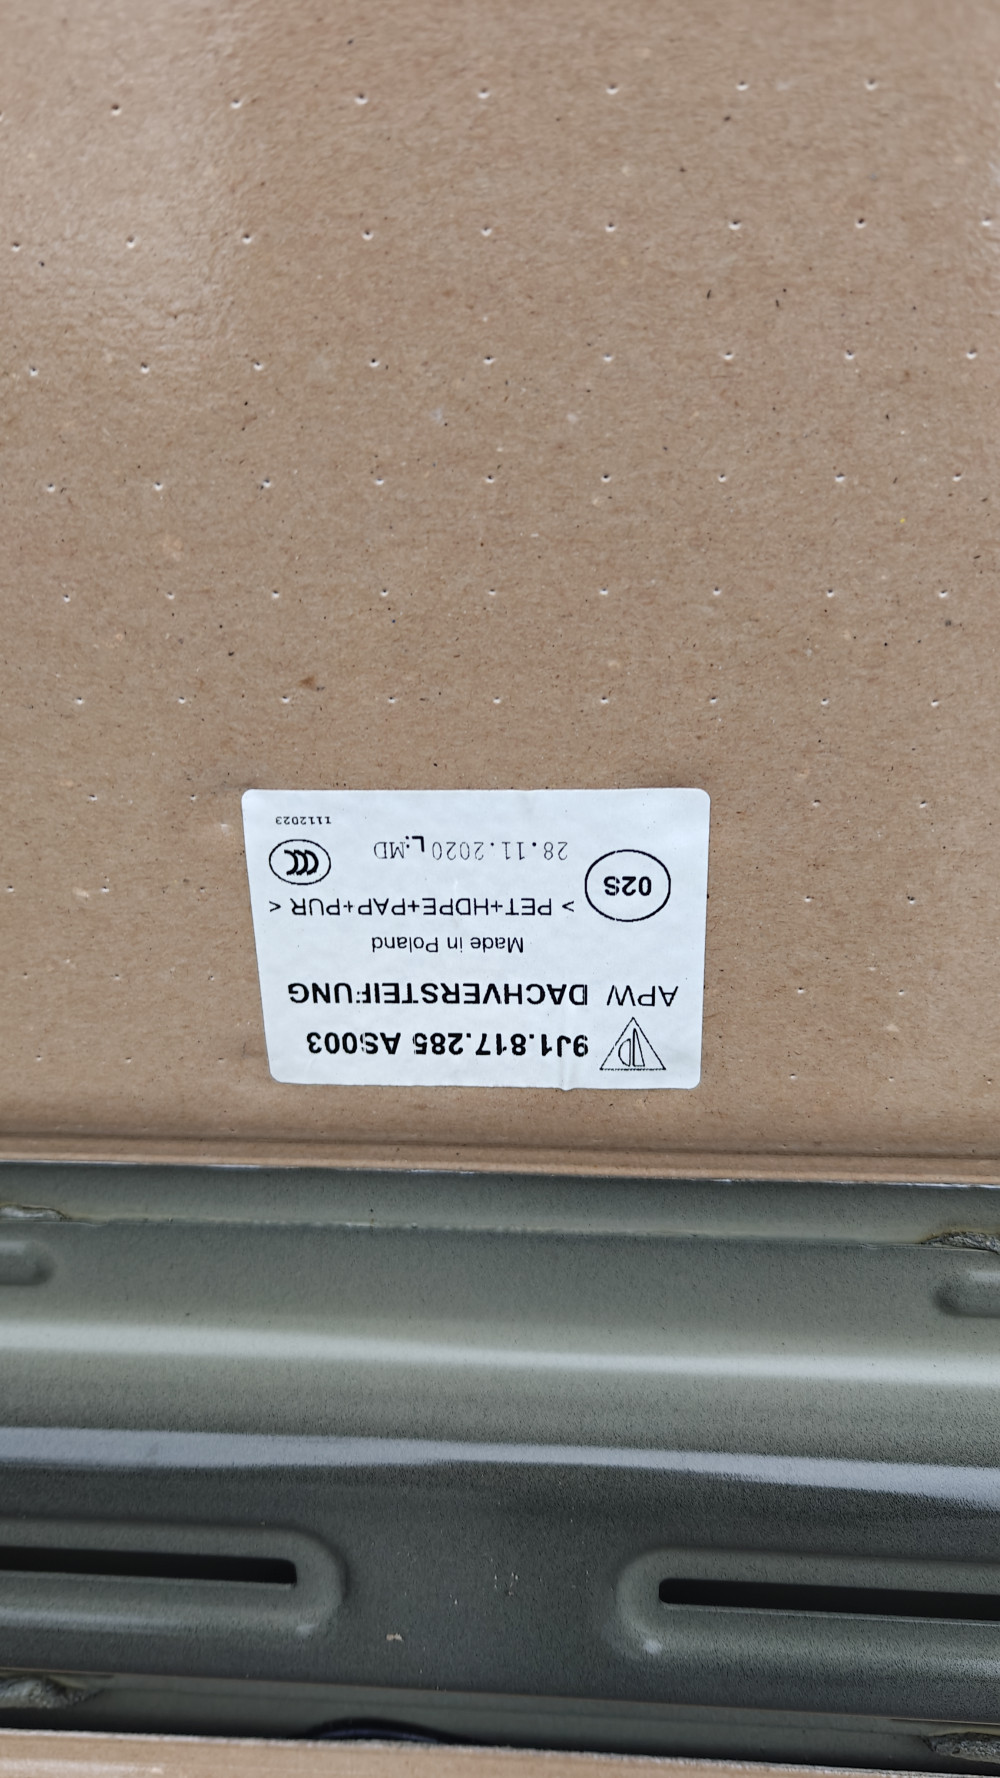 9J1.817.285 AS003
APW DACHVERSTEIFUNG
Made in Poland
> PET+HDPE+PAP+PUR <
02S
28.11.2020 L.MD
CCC
1112023